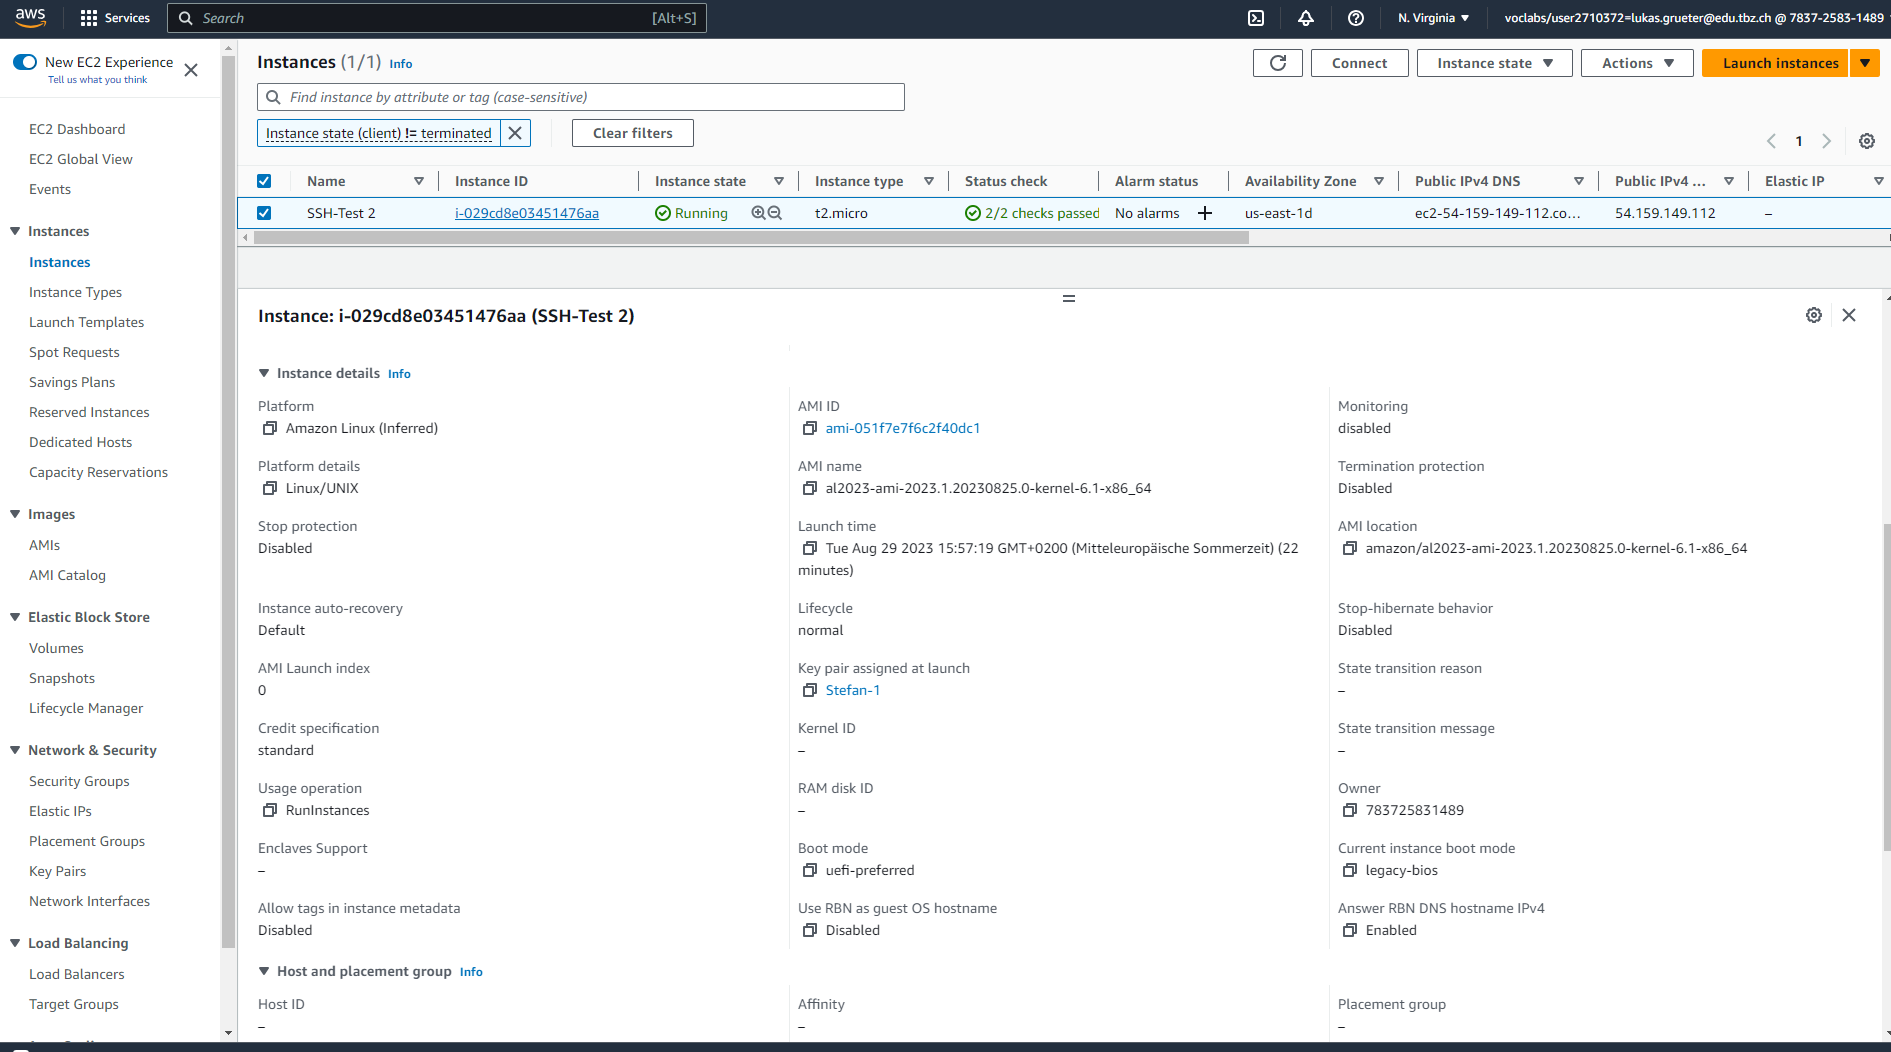 aws
Services
Search [Alt+S]
N. Virginia
voclabs/user2710372=lukas.grueter@edu.tbz.ch @ 7837-2583-1489
New EC2 Experience
Tell us what you think
EC2 Dashboard
EC2 Global View
Events
Instances
Instances
Instance Types
Launch Templates
Spot Requests
Savings Plans
Reserved Instances
Dedicated Hosts
Capacity Reservations
Images
AMIs
AMI Catalog
Elastic Block Store
Volumes
Snapshots
Lifecycle Manager
Network & Security
Security Groups
Elastic IPs
Placement Groups
Key Pairs
Network Interfaces
Load Balancing
Load Balancers
Target Groups
Instances (1/1) Info
Connect
Instance state
Actions
Launch instances
Find instance by attribute or tag (case-sensitive)
Instance state (client) != terminated
Clear filters
1
Name Instance ID Instance state Instance type Status check Alarm status Availability Zone Public IPv4 DNS Public IPv4 ... Elastic IP
SSH-Test 2 i-029cd8e03451476aa Running t2.micro 2/2 checks passed No alarms us-east-1d ec2-54-159-149-112.co... 54.159.149.112 –
Instance: i-029cd8e03451476aa (SSH-Test 2)
Instance details Info
Platform
Amazon Linux (Inferred)
AMI ID
ami-051f7e7f6c2f40dc1
Monitoring
disabled
Platform details
Linux/UNIX
AMI name
al2023-ami-2023.1.20230825.0-kernel-6.1-x86_64
Termination protection
Disabled
Stop protection
Disabled
Launch time
Tue Aug 29 2023 15:57:19 GMT+0200 (Mitteleuropäische Sommerzeit) (22
minutes)
AMI location
amazon/al2023-ami-2023.1.20230825.0-kernel-6.1-x86_64
Instance auto-recovery
Default
Lifecycle
normal
Stop-hibernate behavior
Disabled
AMI Launch index
0
Key pair assigned at launch
Stefan-1
State transition reason
–
Credit specification
standard
Kernel ID
–
State transition message
–
Usage operation
RunInstances
RAM disk ID
–
Owner
783725831489
Enclaves Support
–
Boot mode
uefi-preferred
Current instance boot mode
legacy-bios
Allow tags in instance metadata
Disabled
Use RBN as guest OS hostname
Disabled
Answer RBN DNS hostname IPv4
Enabled
Host and placement group Info
Host ID
–
Affinity
–
Placement group
–